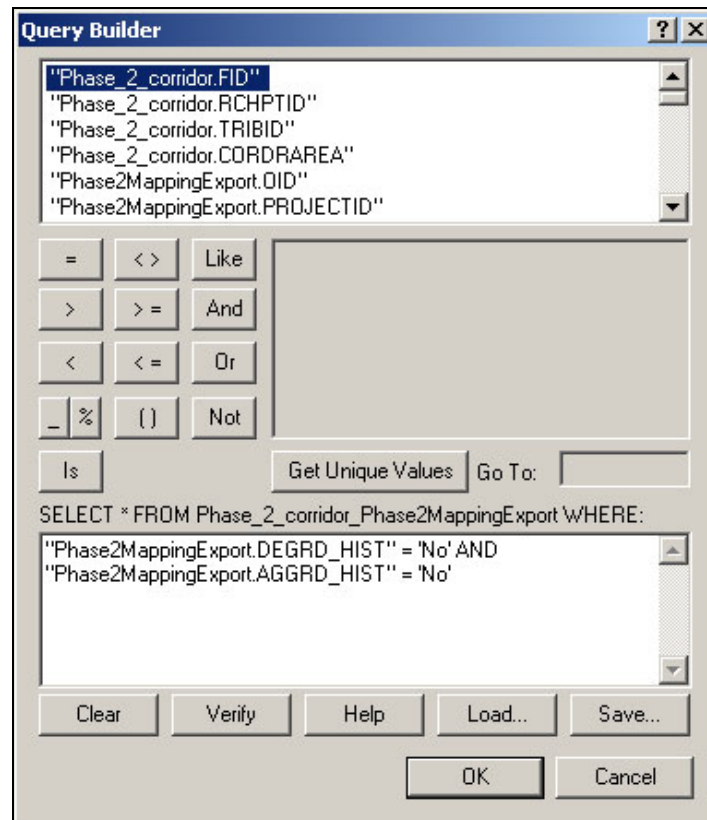 Query Builder
? X
"Phase_2_corridor.FID"
"Phase_2_corridor.RCHPTID"
"Phase_2_corridor.TRIBID"
"Phase_2_corridor.CORDRAREA"
"Phase2MappingExport.OID"
"Phase2MappingExport.PROJECTID"
= < > Like
> > = And
< < = Or
_ % ( ) Not
Is Get Unique Values Go To:
SELECT * FROM Phase_2_corridor_Phase2MappingExport WHERE:
"Phase2MappingExport.DEGRD_HIST" = 'No' AND
"Phase2MappingExport.AGGRD_HIST" = 'No'
Clear Verify Help Load... Save...
OK Cancel